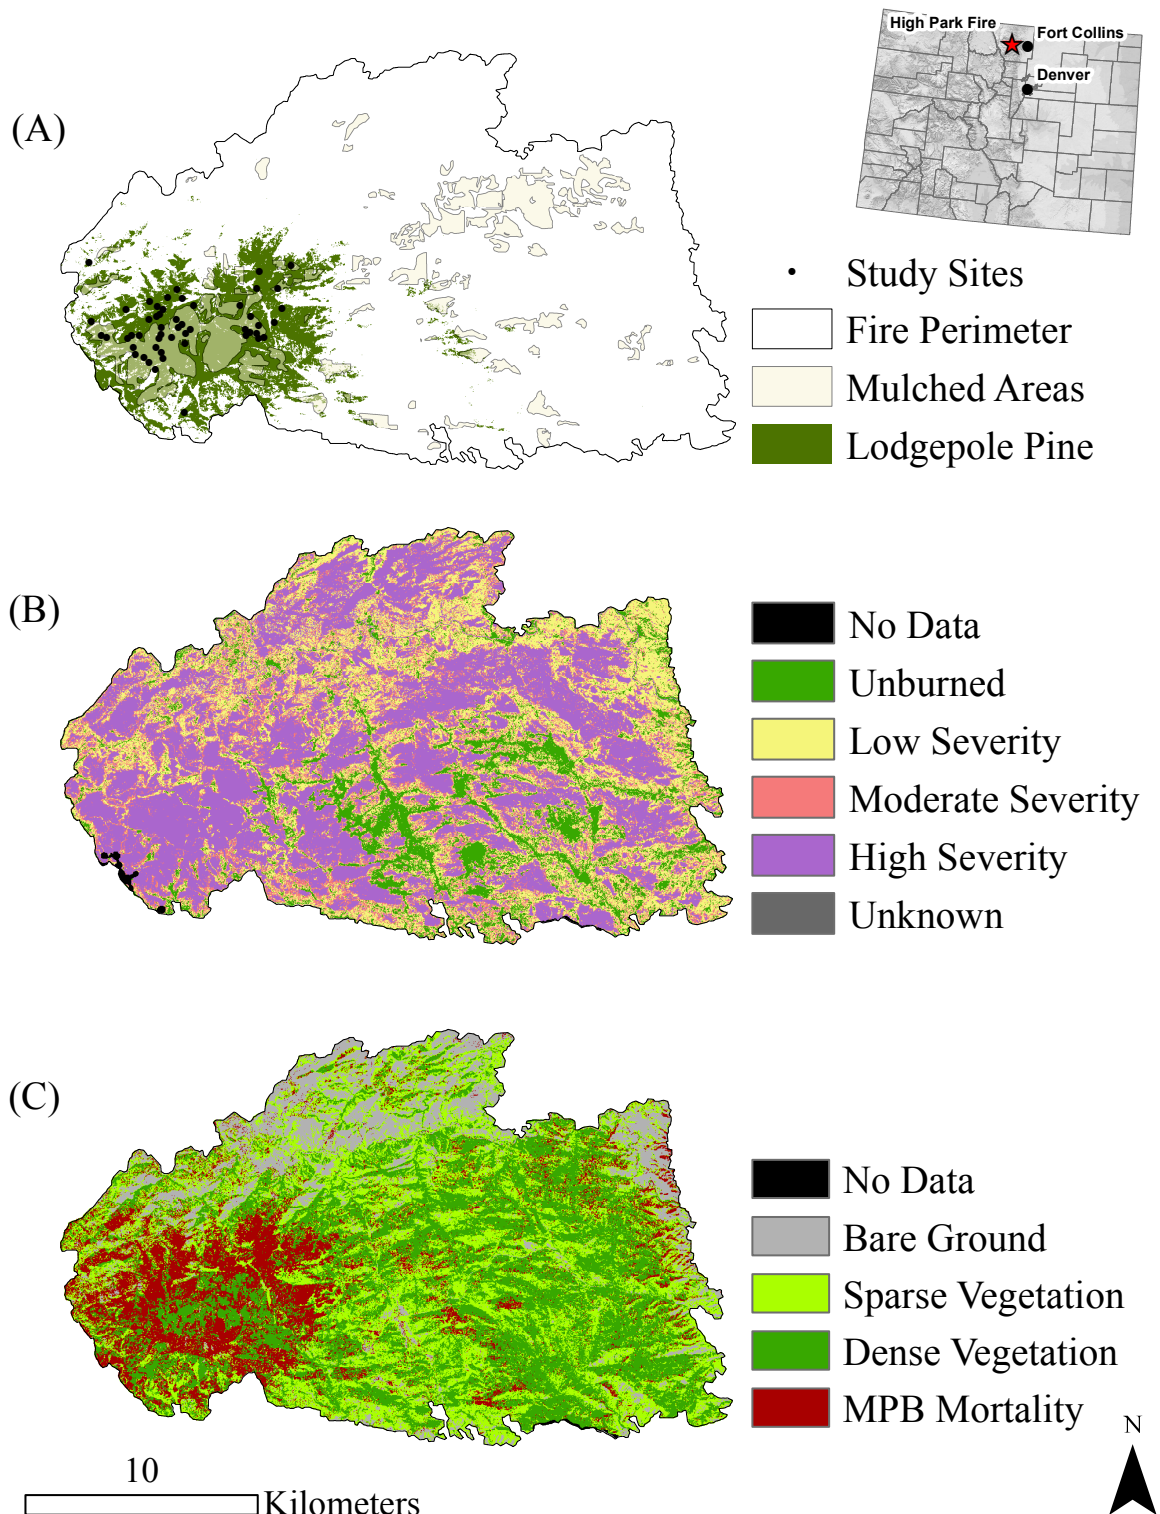 High Park Fire
Fort Collins
Denver
(A)
Study Sites
Fire Perimeter
Mulched Areas
Lodgepole Pine
(B)
No Data
Unburned
Low Severity
Moderate Severity
High Severity
Unknown
(C)
No Data
Bare Ground
Sparse Vegetation
Dense Vegetation
MPB Mortality
N
10
Kilometers